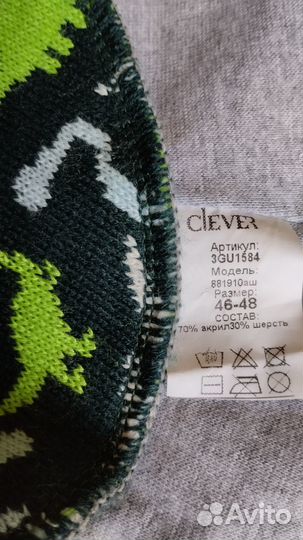 ClEVER
Артикул:
3GU1584
Модель:
881910аш
Размер:
46-48
СОСТАВ:
70% акрил30% шерсть
Avito